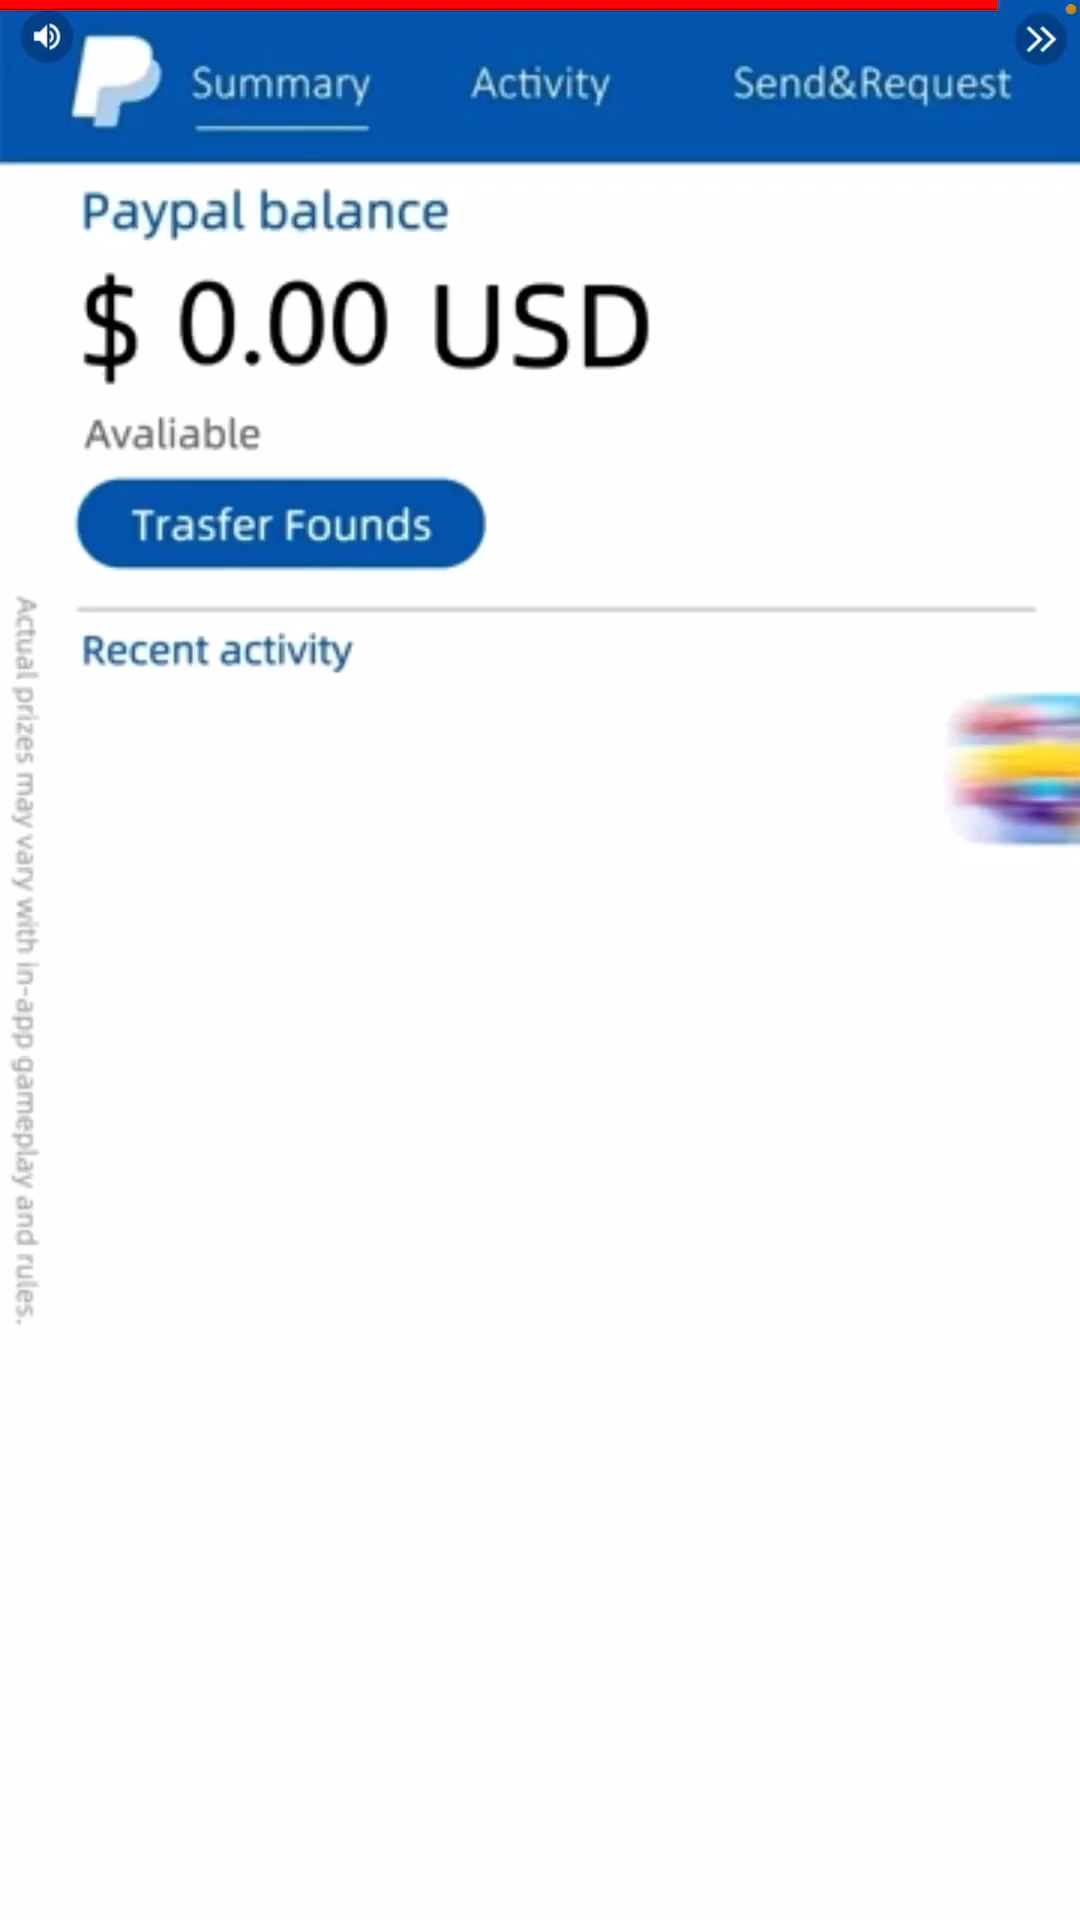 Summary
Activity
Send&Request
Paypal balance
$ 0.00 USD
Avaliable
Trasfer Founds
Recent activity
Actual prizes may vary with in-app gameplay and rules.